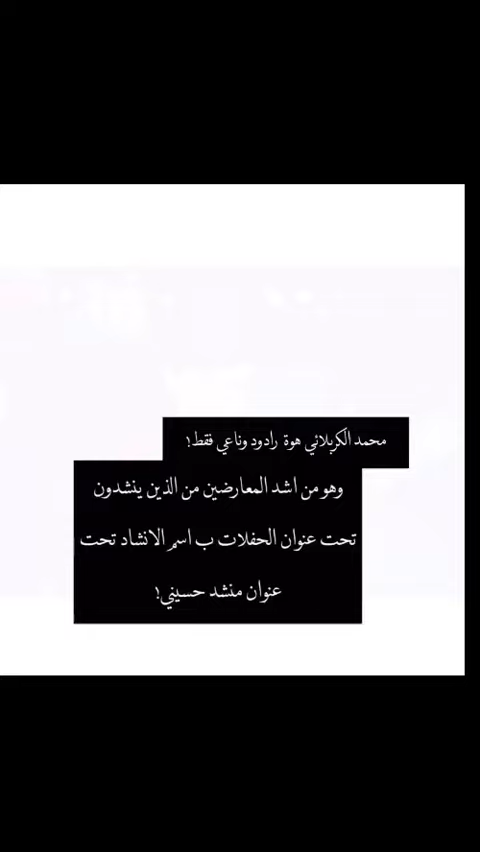 محمد الكربلائي هوة رادود وناعي فقط!
وهو من اشد المعارضين من الذين ينشدون
تحت عنوان الحفلات ب اسم الانشاد تحت
عنوان منشد حسيني!